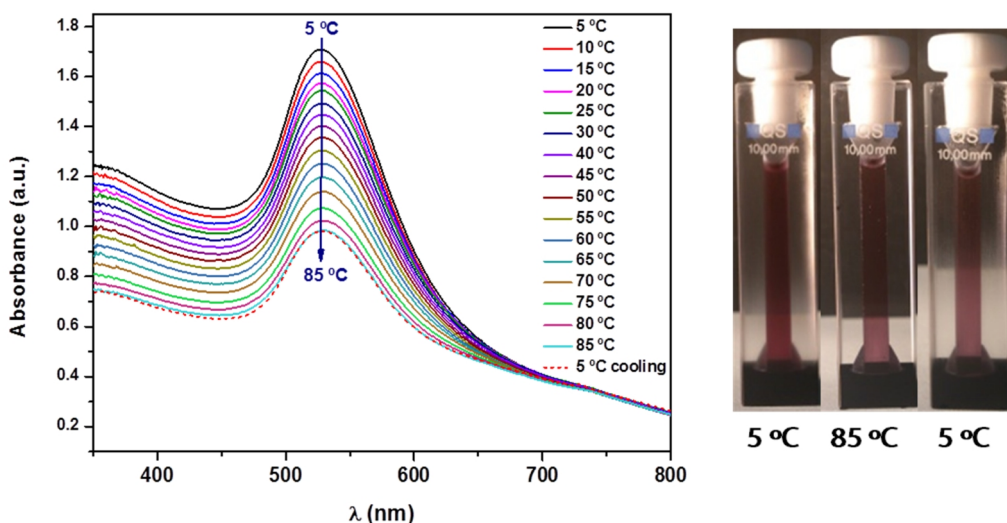 1.8
1.6
1.4
1.2
1.0
0.8
0.6
0.4
0.2
Absorbance (a.u.)
400
500
600
700
800
λ (nm)
5 ºC
85 ºC
5 ºC
10 ºC
15 ºC
20 ºC
25 ºC
30 ºC
40 ºC
45 ºC
50 ºC
55 ºC
60 ºC
65 ºC
70 ºC
75 ºC
80 ºC
85 ºC
5 ºC cooling
QS
10,00mm
QS
10,00mm
QS
10,00mm
5 ºC
85 ºC
5 ºC